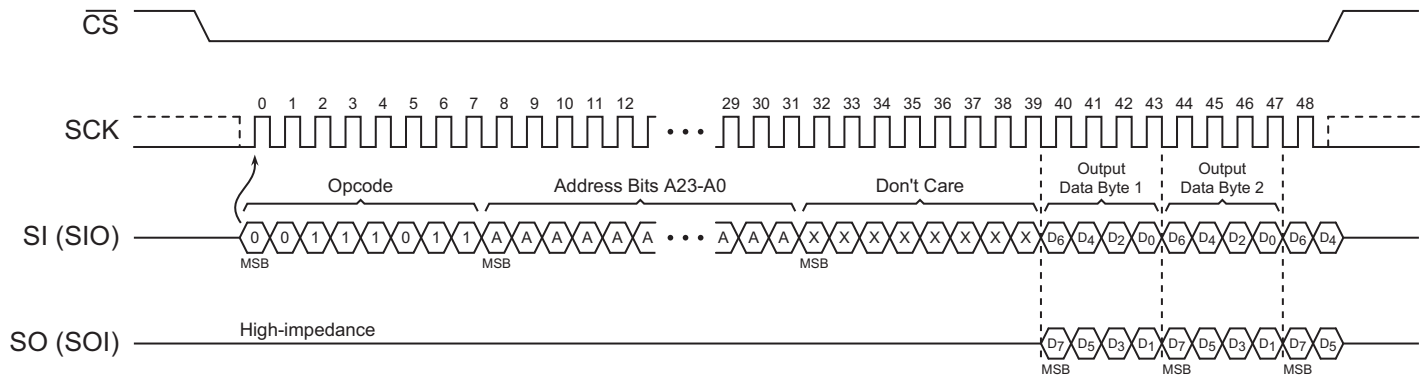 CS
0 1 2 3 4 5 6 7 8 9 10 11 12 29 30 31 32 33 34 35 36 37 38 39 40 41 42 43 44 45 46 47 48
SCK
Opcode Address Bits A23-A0 Don't Care Output Data Byte 1 Output Data Byte 2
SI (SIO) 0 0 1 1 1 0 1 1 A A A A A A A A A X X X X X X X X D6 D4 D2 D0 D6 D4 D2 D0 D6 D4
MSB MSB MSB
High-impedance
SO (SOI) D7 D5 D3 D1 D7 D5 D3 D1 D7 D5
MSB MSB MSB